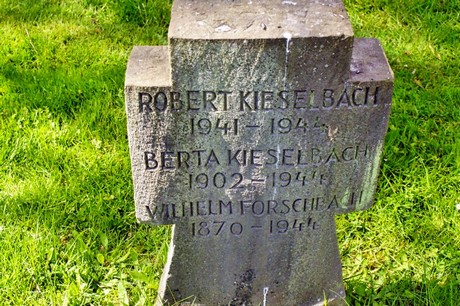 ROBERT KIESELBACH
1941 - 1944
BERTA KIESELBACH
1902 - 1944
WILHELM FORSCHBACH
1870 - 1944